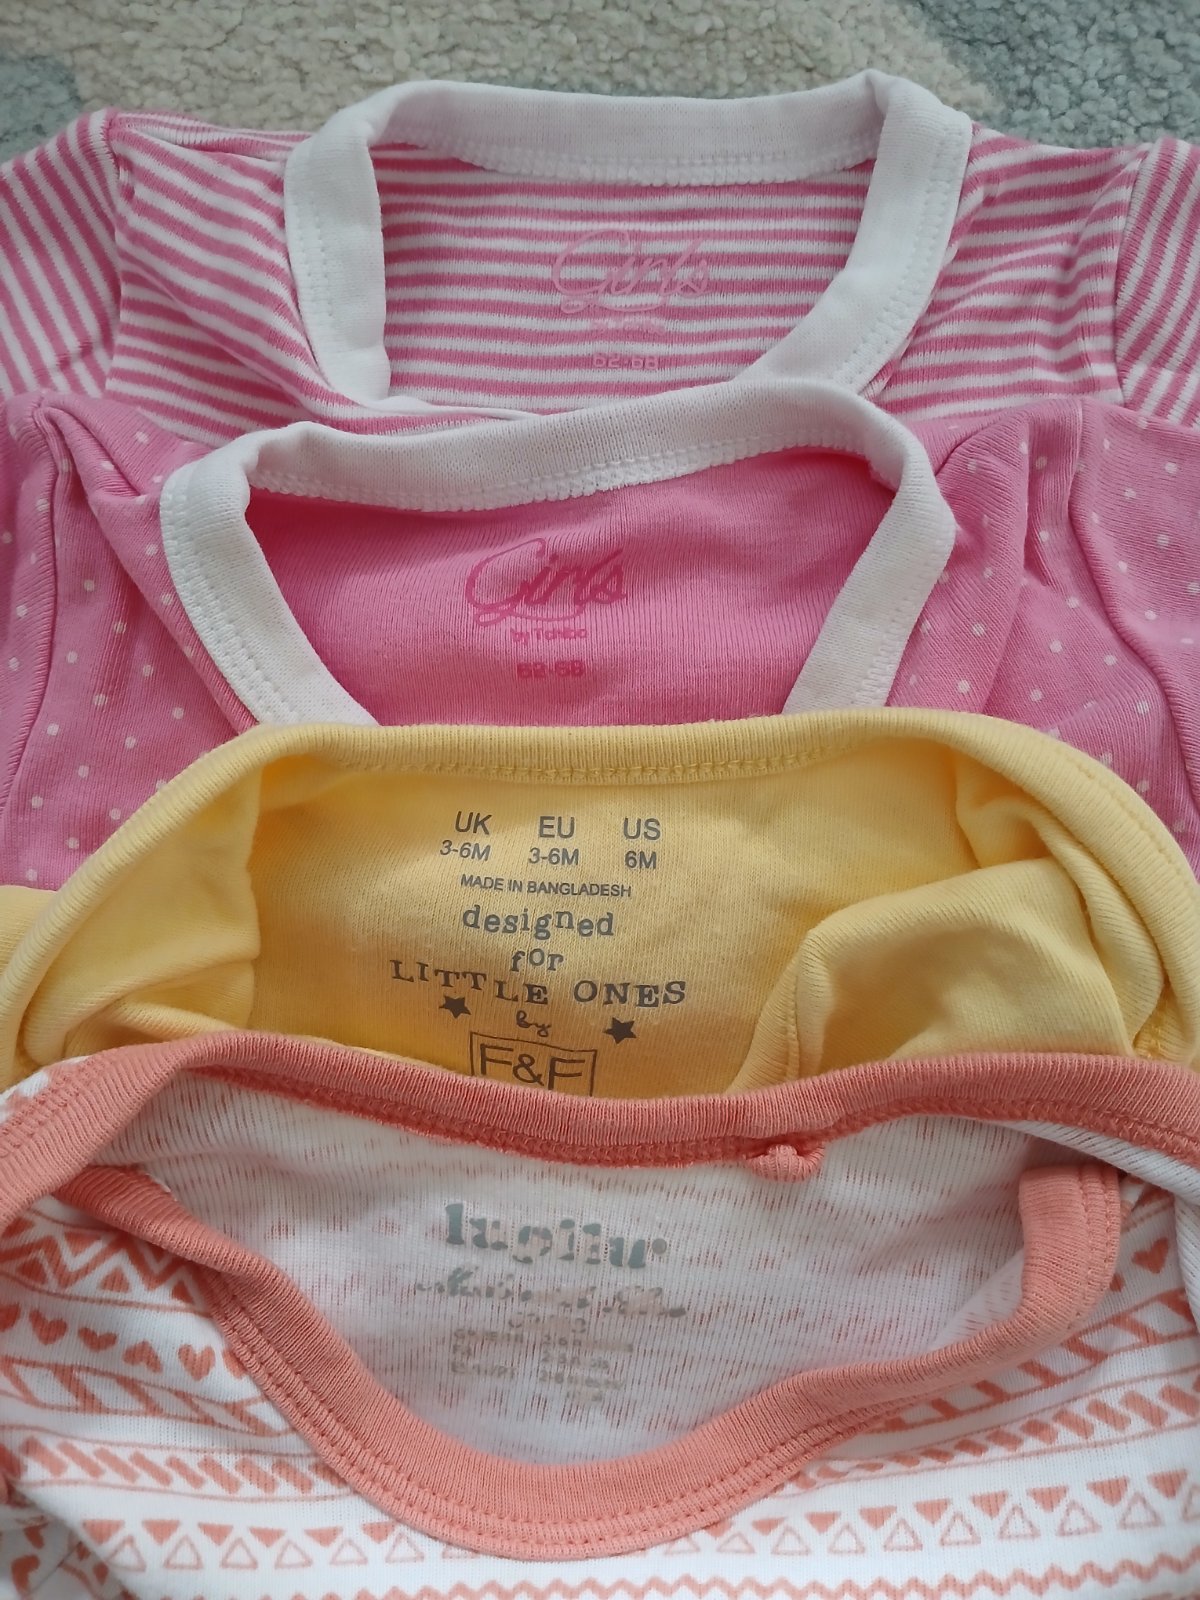 Girls
62-68
Girls
by Tchibo
62-68
UK EU US
3-6M 3-6M 6M
MADE IN BANGLADESH
designed
for
LITTLE ONES
by
F&F
lupilu